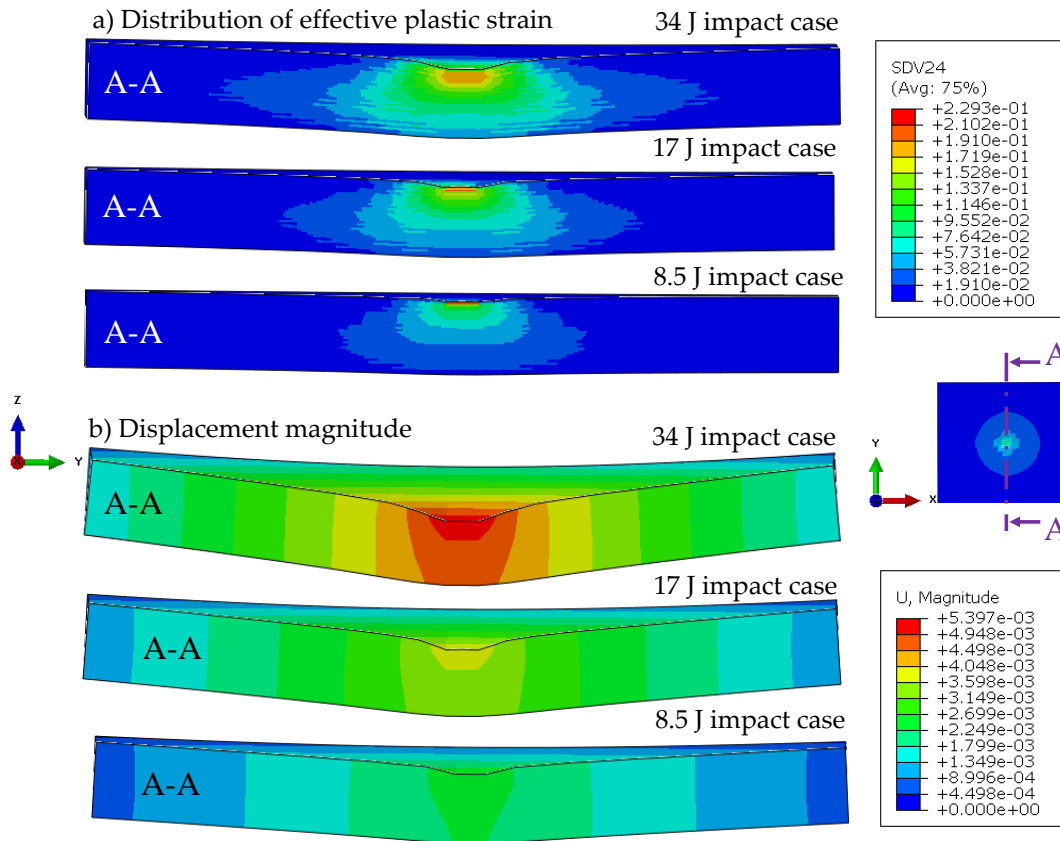 a) Distribution of effective plastic strain
34 J impact case
A-A
17 J impact case
A-A
8.5 J impact case
A-A
SDV24
(Avg: 75%)
+2.293e-01
+2.102e-01
+1.910e-01
+1.719e-01
+1.528e-01
+1.337e-01
+1.146e-01
+9.552e-02
+7.642e-02
+5.731e-02
+3.821e-02
+1.910e-02
+0.000e+00
A
Y
Z X
A
Z
X Y
b) Displacement magnitude
34 J impact case
A-A
17 J impact case
A-A
8.5 J impact case
A-A
U, Magnitude
+5.397e-03
+4.948e-03
+4.498e-03
+4.048e-03
+3.598e-03
+3.149e-03
+2.699e-03
+2.249e-03
+1.799e-03
+1.349e-03
+8.996e-04
+4.498e-04
+0.000e+00